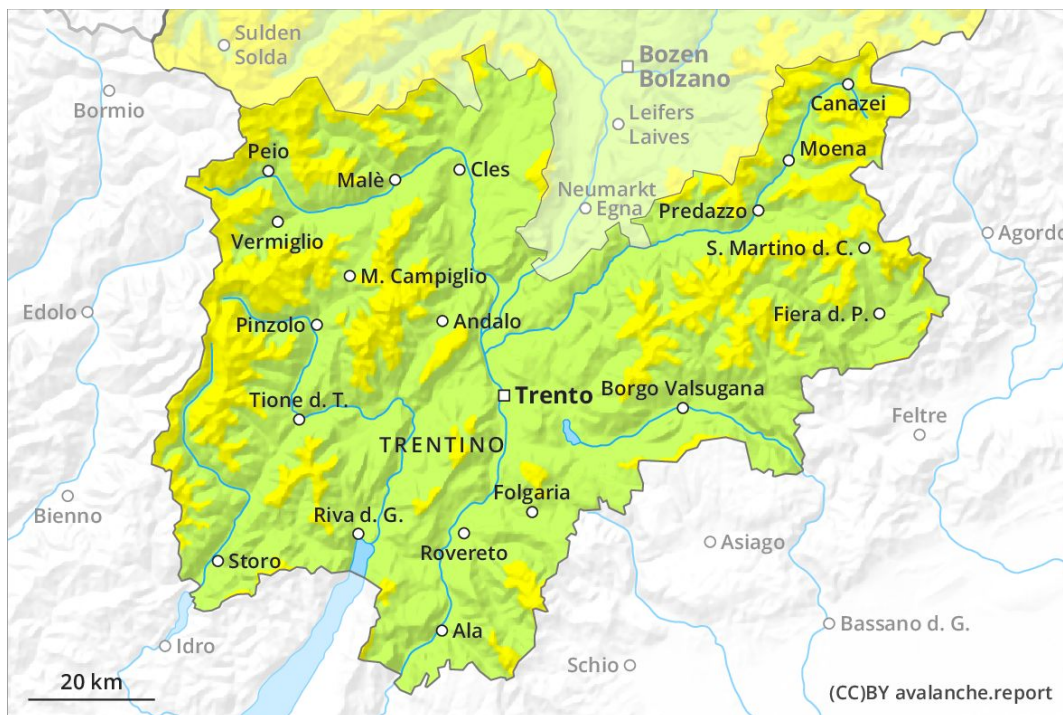 Sulden
Solda
Bozen
Bolzano
Bormio
Canazei
Leifers
Laives
Moena
Peio
Cles
Malè
Neumarkt
Egna
Predazzo
Vermiglio
Agordo
S. Martino d. C.
M. Campiglio
Edolo
Fiera d. P.
Pinzolo
Andalo
Borgo Valsugana
Trento
Tione d. T.
Feltre
TRENTINO
Folgaria
Bienno
Riva d. G.
Rovereto
Asiago
Storo
Bassano d. G.
Ala
Idro
Schio
20 km
(CC)BY avalanche.report